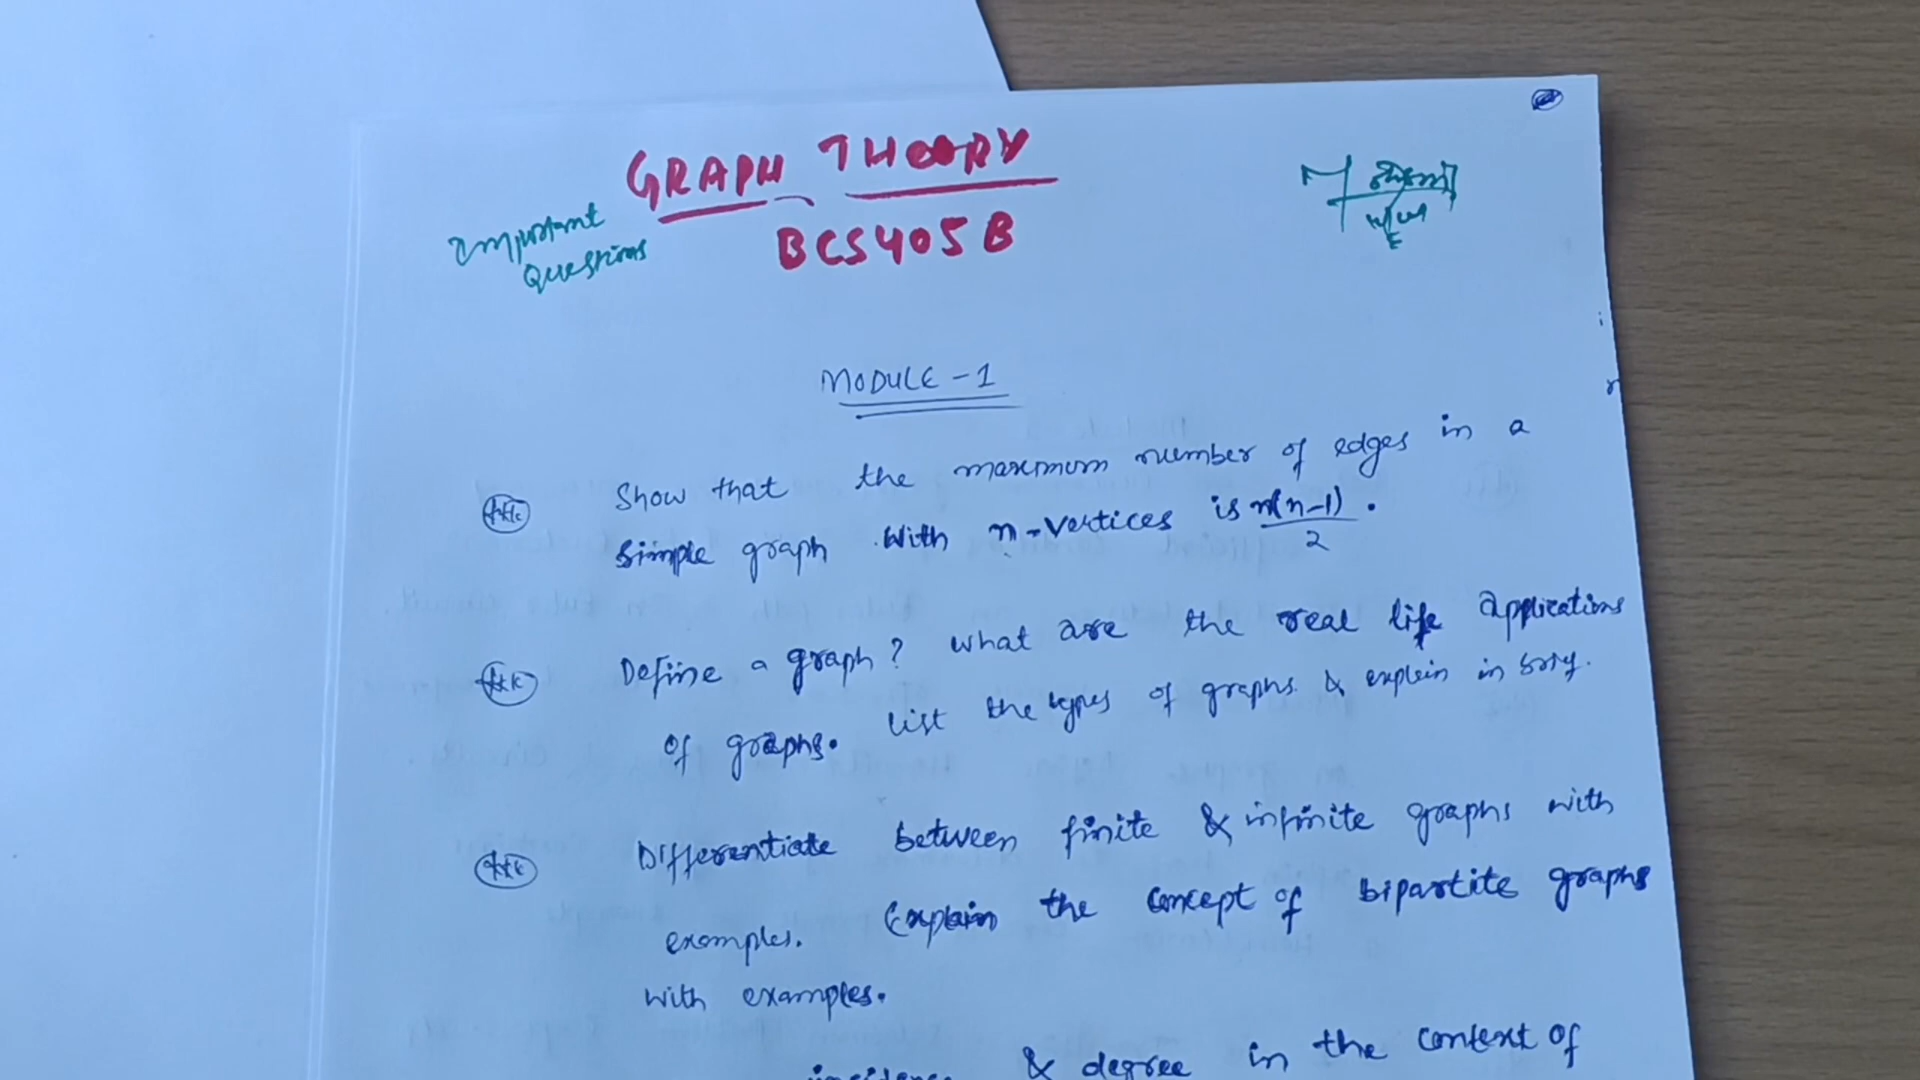 GRAPH THEORY
Important
Questions
BCS405B
MODULE - 1
Show that the maximum number of edges in a
simple graph with n-vertices is n(n-1)/2.
Define a graph? What are the real life applications
of graphs. List the types of graphs & explain in
Differentiate between finite & infinite graphs with
examples. Explain the concept of bipartite graphs
with examples.
& degree in the context of